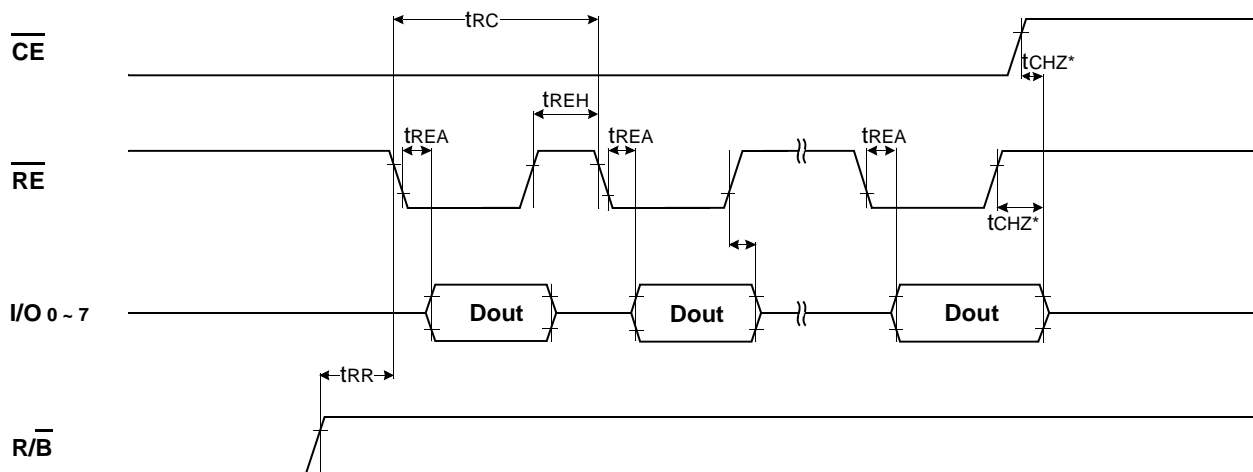 tRC
CE
tCHZ*
tREH
tREA
tREA
tREA
RE
tCHZ*
I/O 0 ~ 7
Dout
Dout
Dout
tRR
R/B